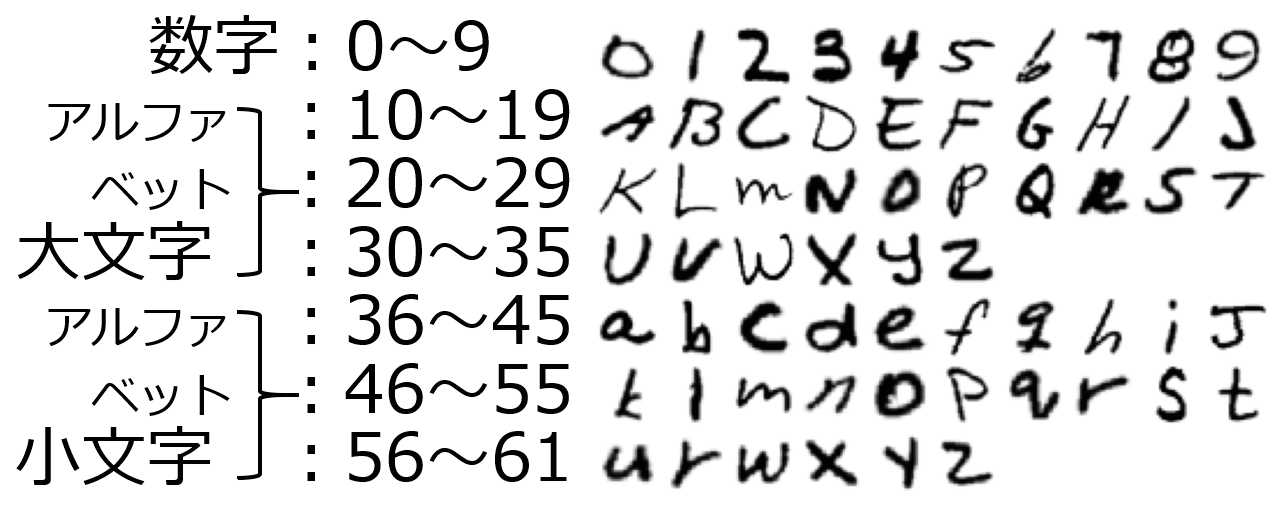 数字：0～9 0 1 2 3 4 5 6 7 8 9
アルファ：10～19 A B C D E F G H I J
ベット：20～29 K L m N O P Q R S T
大文字：30～35 U V W X Y Z
アルファ：36～45 a b c d e f g h i J
ベット：46～55 k l m n o p q r s t
小文字：56～61 u r w x y z